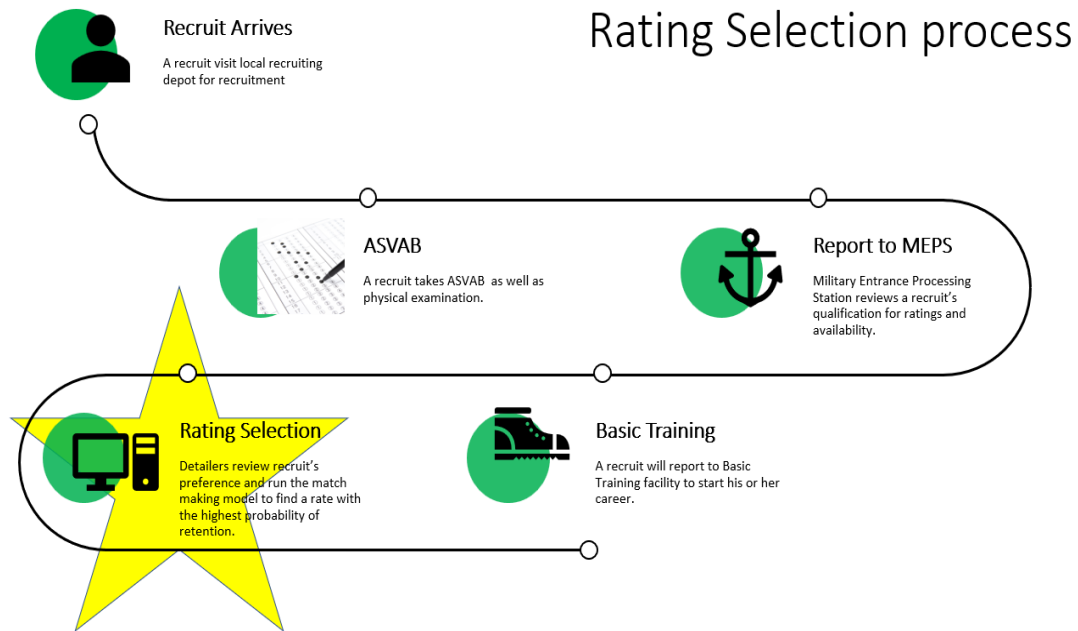 Rating Selection process
Recruit Arrives
A recruit visit local recruiting
depot for recruitment
ASVAB
A recruit takes ASVAB as well as
physical examination.
Report to MEPS
Military Entrance Processing
Station reviews a recruit's
qualification for ratings and
availability.
Rating Selection
Detailers review recruit's
preference and run the match
making model to find a rate with
the highest probability of
retention.
Basic Training
A recruit will report to Basic
Training facility to start his or her
career.